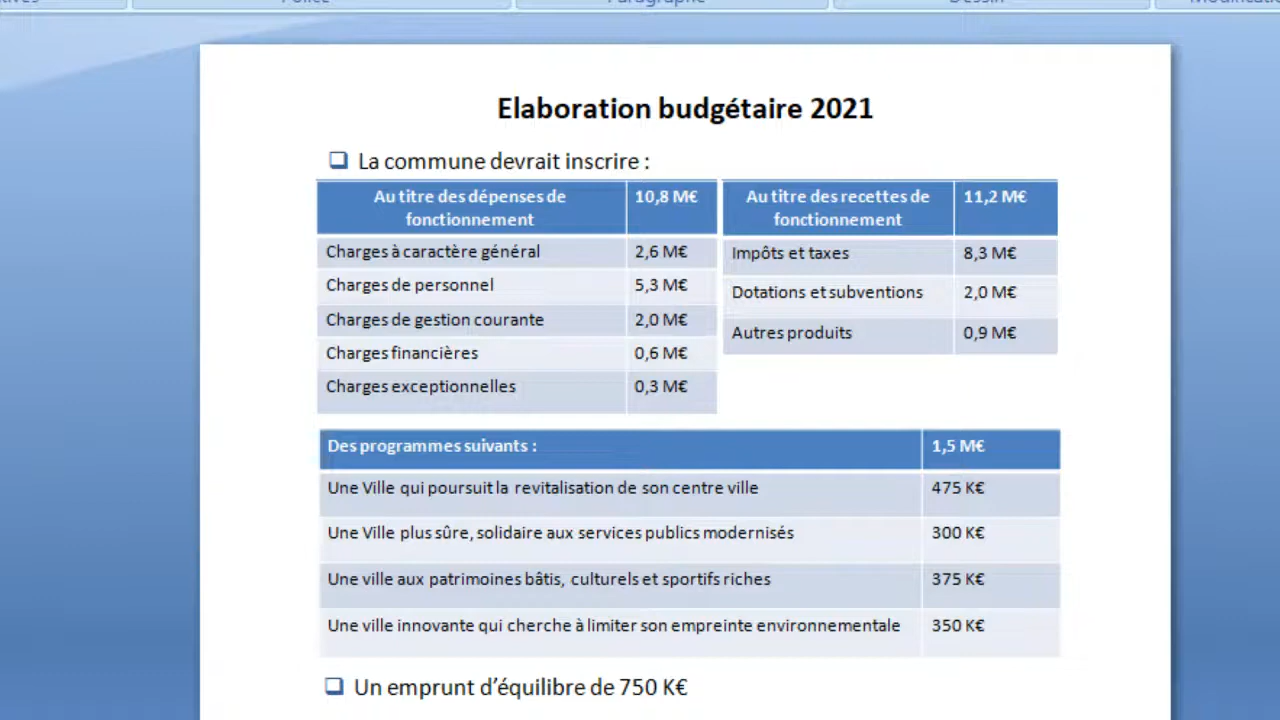 Police
Paragraphe
Dessin
Elaboration budgétaire 2021
La commune devrait inscrire :
Au titre des dépenses de
fonctionnement
10,8 M€
Charges à caractère général 2,6 M€
Charges de personnel 5,3 M€
Charges de gestion courante 2,0 M€
Charges financières 0,6 M€
Charges exceptionnelles 0,3 M€
Au titre des recettes de
fonctionnement
11,2 M€
Impôts et taxes 8,3 M€
Dotations et subventions 2,0 M€
Autres produits 0,9 M€
Des programmes suivants : 1,5 M€
Une Ville qui poursuit la revitalisation de son centre ville 475 K€
Une Ville plus sûre, solidaire aux services publics modernisés 300 K€
Une ville aux patrimoines bâtis, culturels et sportifs riches 375 K€
Une ville innovante qui cherche à limiter son empreinte environnementale 350 K€
Un emprunt d’équilibre de 750 K€